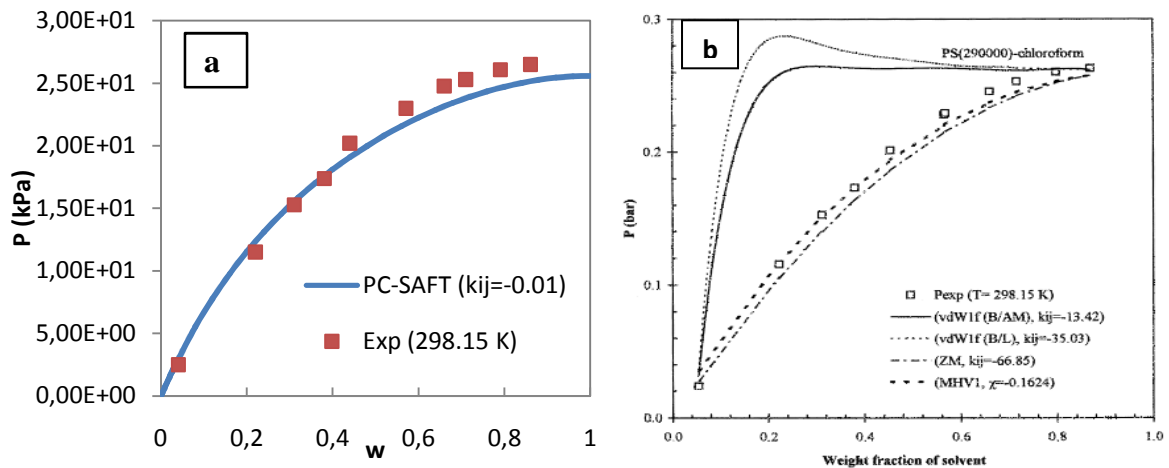 3,00E+01
2,50E+01
2,00E+01
1,50E+01
1,00E+01
5,00E+00
0,00E+00
P (kPa)
a
PC-SAFT (kij=-0.01)
Exp (298.15 K)
0
0,2
0,4
0,6
0,8
1
w
0.3
0.2
0.1
0.0
P (bar)
b
PS(290000)-chloroform
Pexp (T= 298.15 K)
(vdW1f (B/AM), kij=-13.42)
(vdW1f (B/L), kij=-35.03)
(ZM, kij=-66.85)
(MHV1, χ=-0.1624)
0.0
0.2
0.4
0.6
0.8
1.0
Weight fraction of solvent